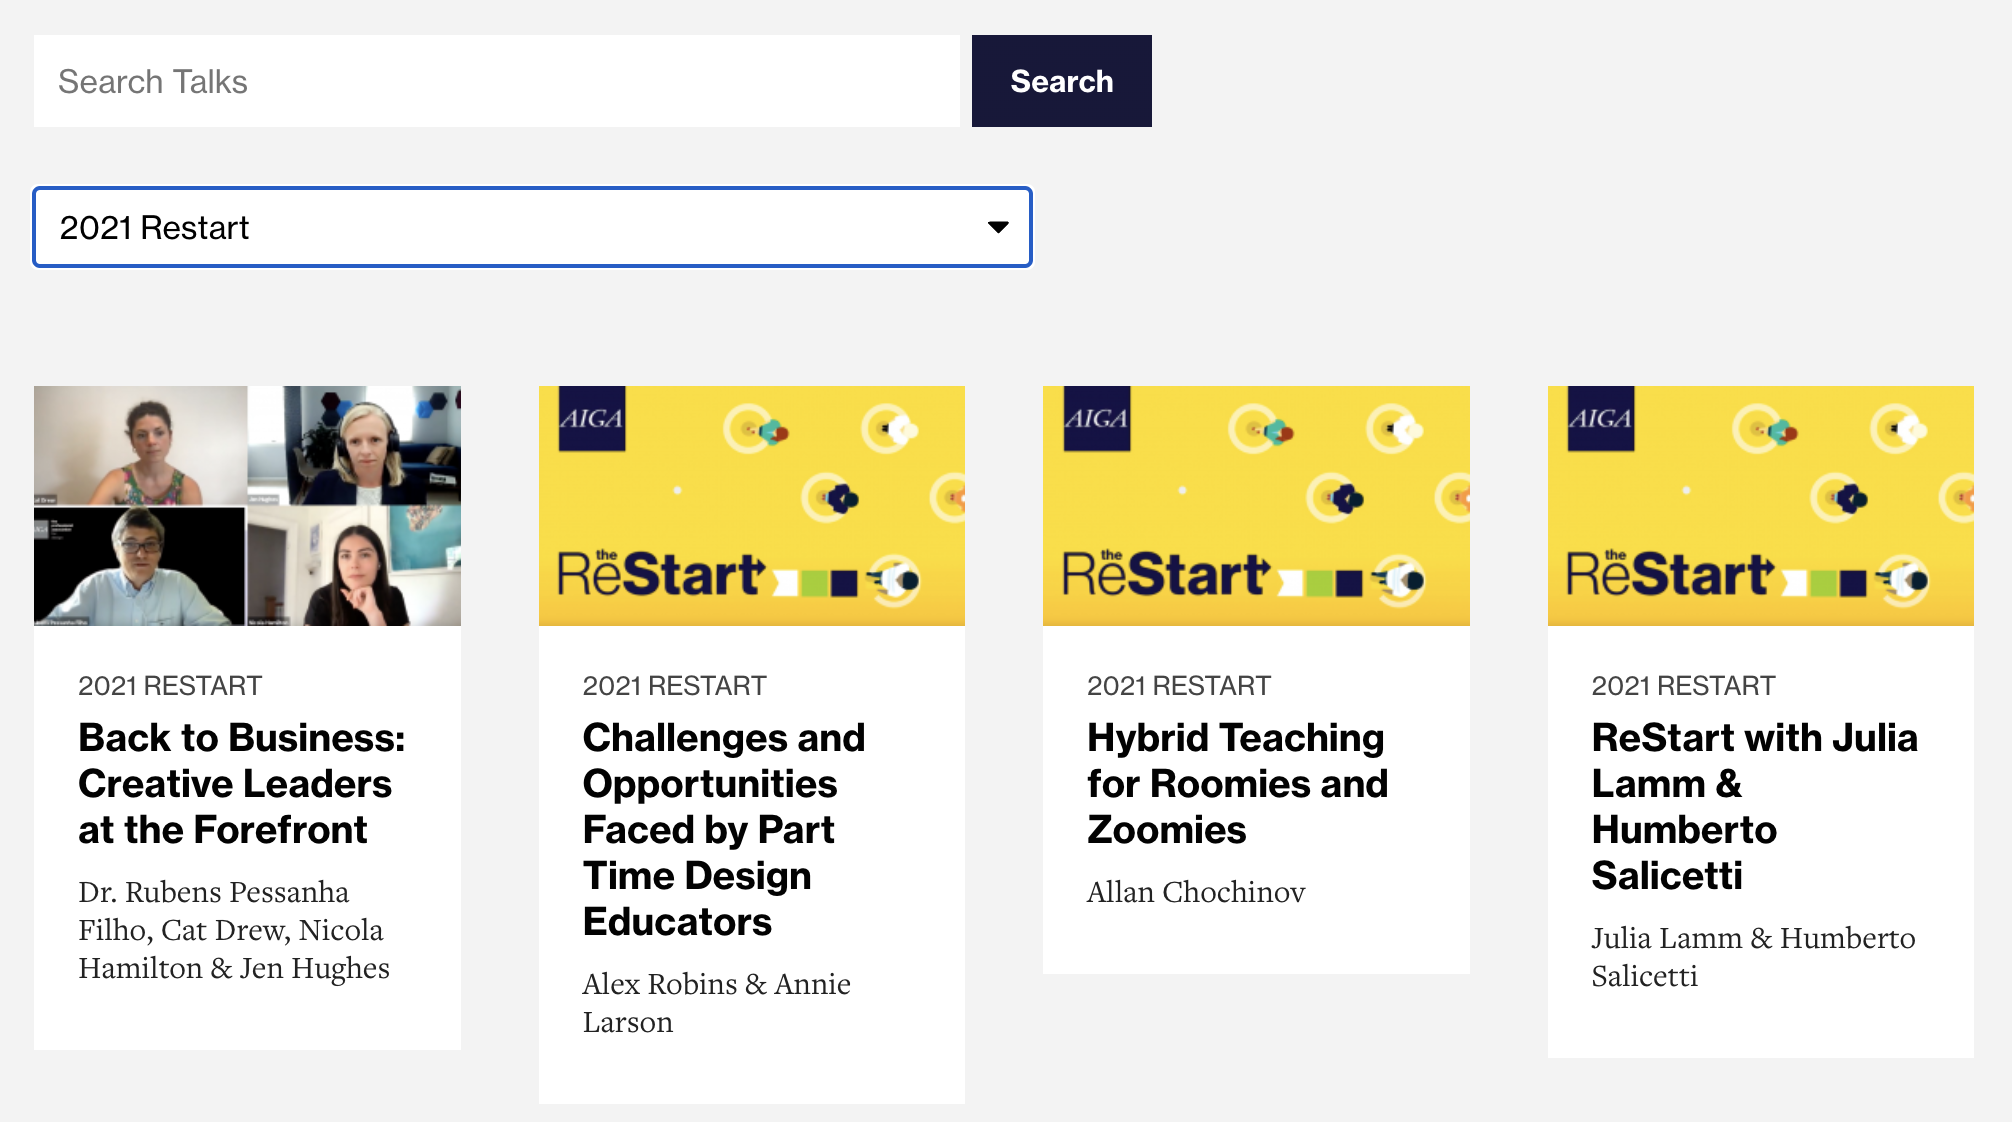 Search Talks
Search
2021 Restart
AIGA
the
ReStart
AIGA
the
ReStart
AIGA
the
ReStart
2021 RESTART
Back to Business:
Creative Leaders
at the Forefront
Dr. Rubens Pessanha
Filho, Cat Drew, Nicola
Hamilton & Jen Hughes
2021 RESTART
Challenges and
Opportunities
Faced by Part
Time Design
Educators
Alex Robins & Annie
Larson
2021 RESTART
Hybrid Teaching
for Roomies and
Zoomies
Allan Chochinov
2021 RESTART
ReStart with Julia
Lamm &
Humberto
Salicetti
Julia Lamm & Humberto
Salicetti